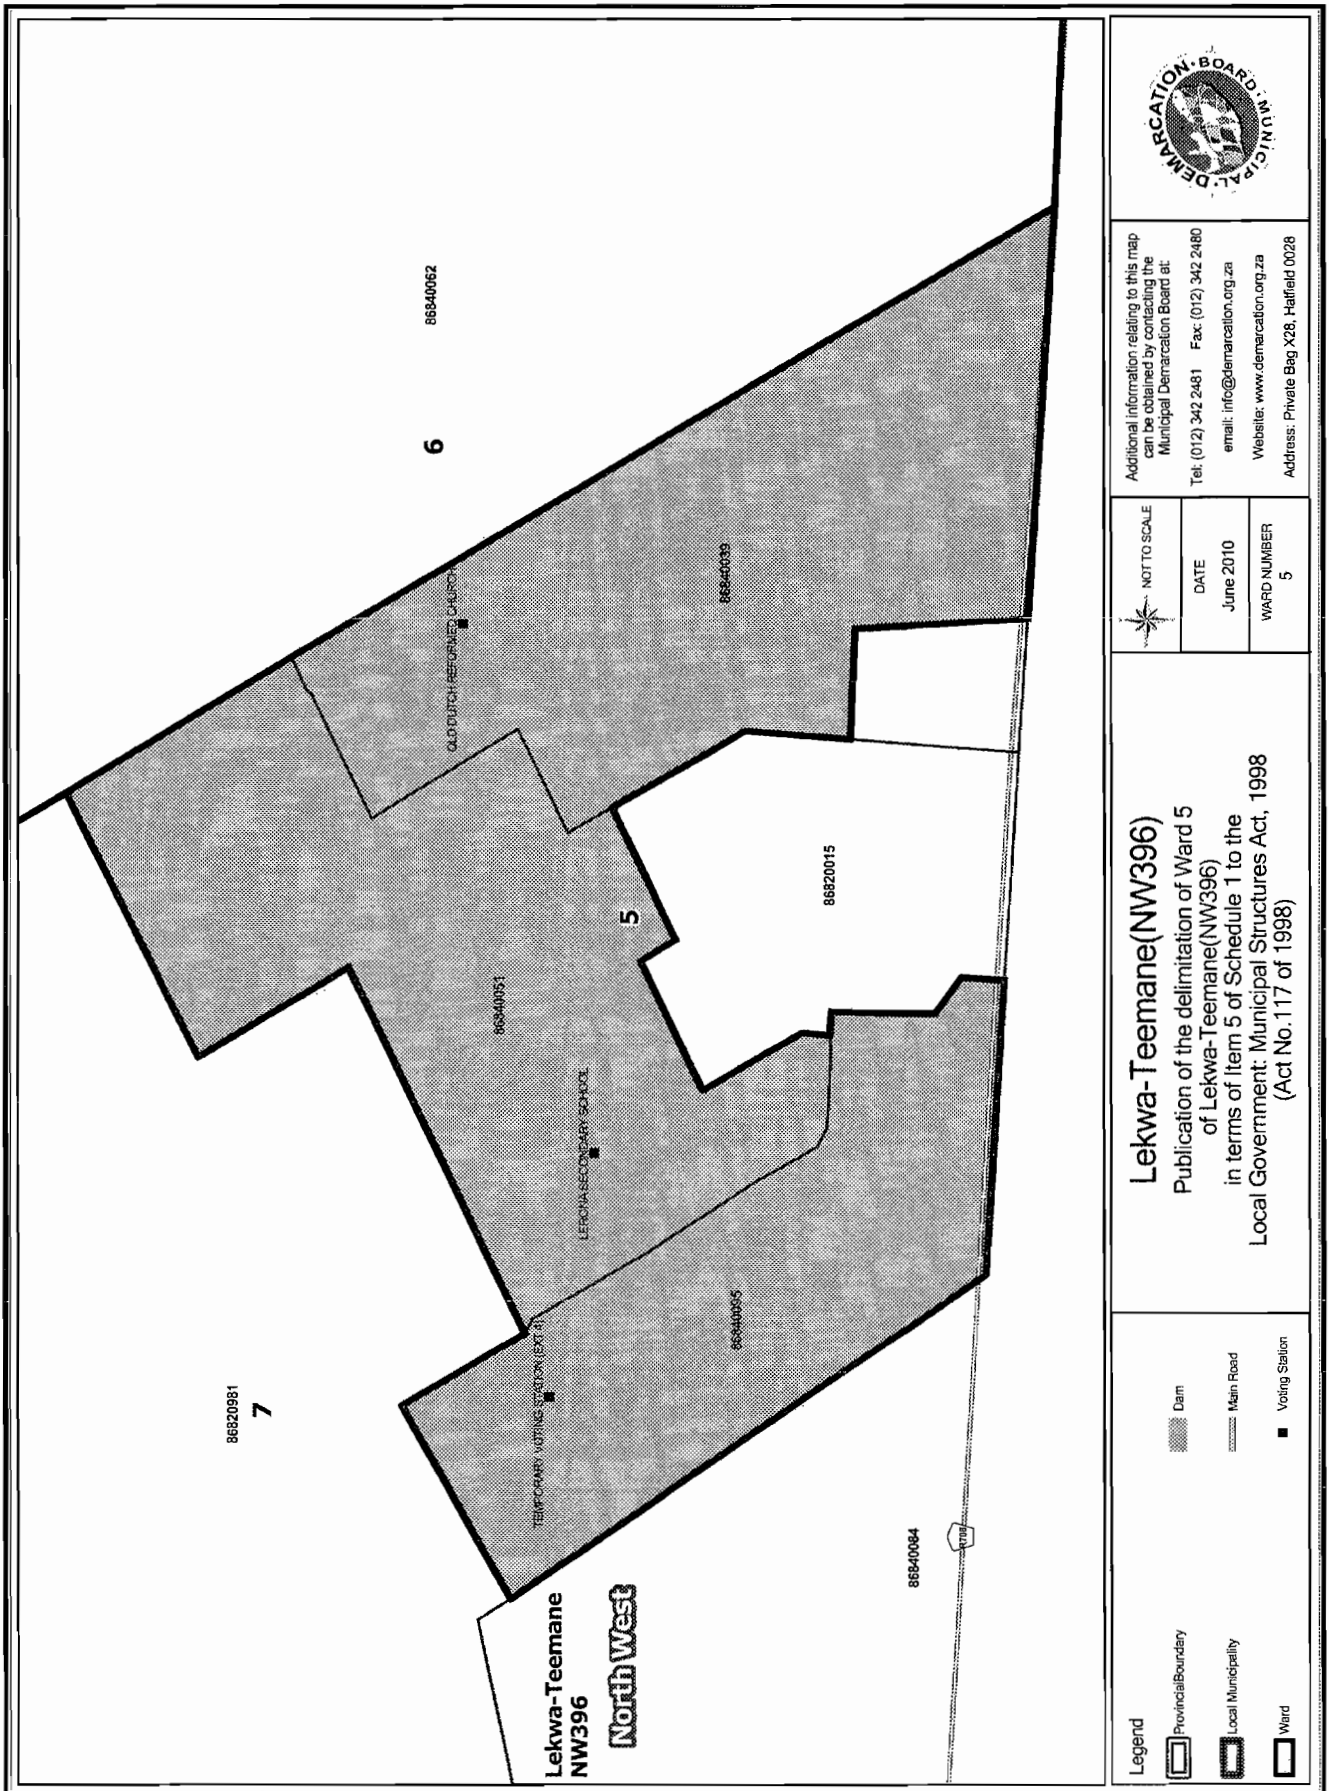 86840062
6
OLD DUTCH REFORMED CHURCH
86840039
86840051
5
86820015
LERONA SECONDARY SCHOOL
86820981
7
TEMPORARY VOTING STATION (EXT 4)
86840095
86840084
R708
Lekwa-Teemane
NW396
North West
Legend
ProvincialBoundary
Local Municipality
Ward
Dam
Main Road
Voting Station
Lekwa-Teemane(NW396)
Publication of the delimitation of Ward 5
of Lekwa-Teemane(NW396)
in terms of Item 5 of Schedule 1 to the
Local Government: Municipal Structures Act, 1998
(Act No.117 of 1998)
NOT TO SCALE
DATE
June 2010
WARD NUMBER
5
Additional information relating to this map
can be obtained by contacting the
Municipal Demarcation Board at:
Tel: (012) 342 2481 Fax: (012) 342 2480
email: info@demarcation.org.za
Website: www.demarcation.org.za
Address: Private Bag X28, Hatfield 0028
MUNICIPAL · DEMARCATION · BOARD